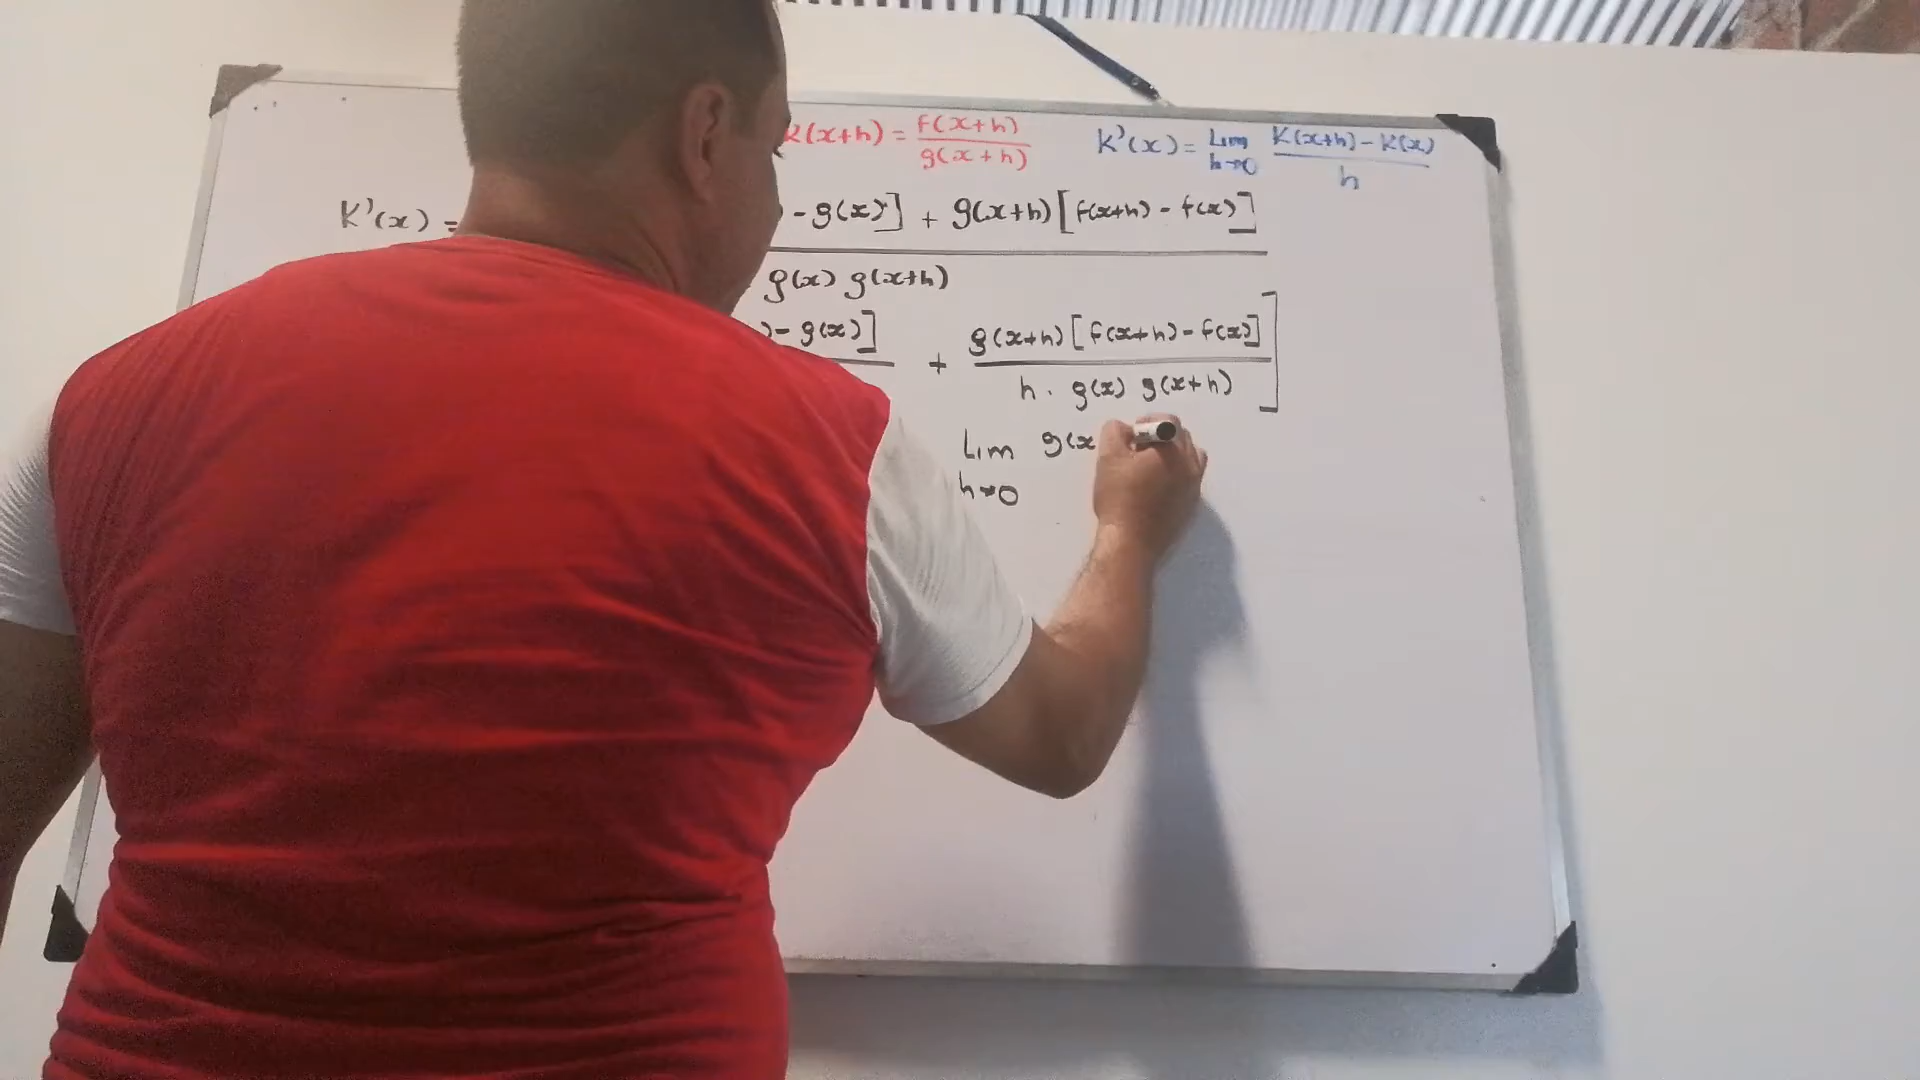 K(x+h) = f(x+h) / g(x+h)
K'(x) = Lim h→0 K(x+h) - K(x) / h
K'(x) = - g(x)] + g(x+h) [f(x+h) - f(x)]
g(x) g(x+h)
) - g(x)] + g(x+h) [f(x+h) - f(x)] ]
h . g(x) g(x+h)
Lim g(x
h→0